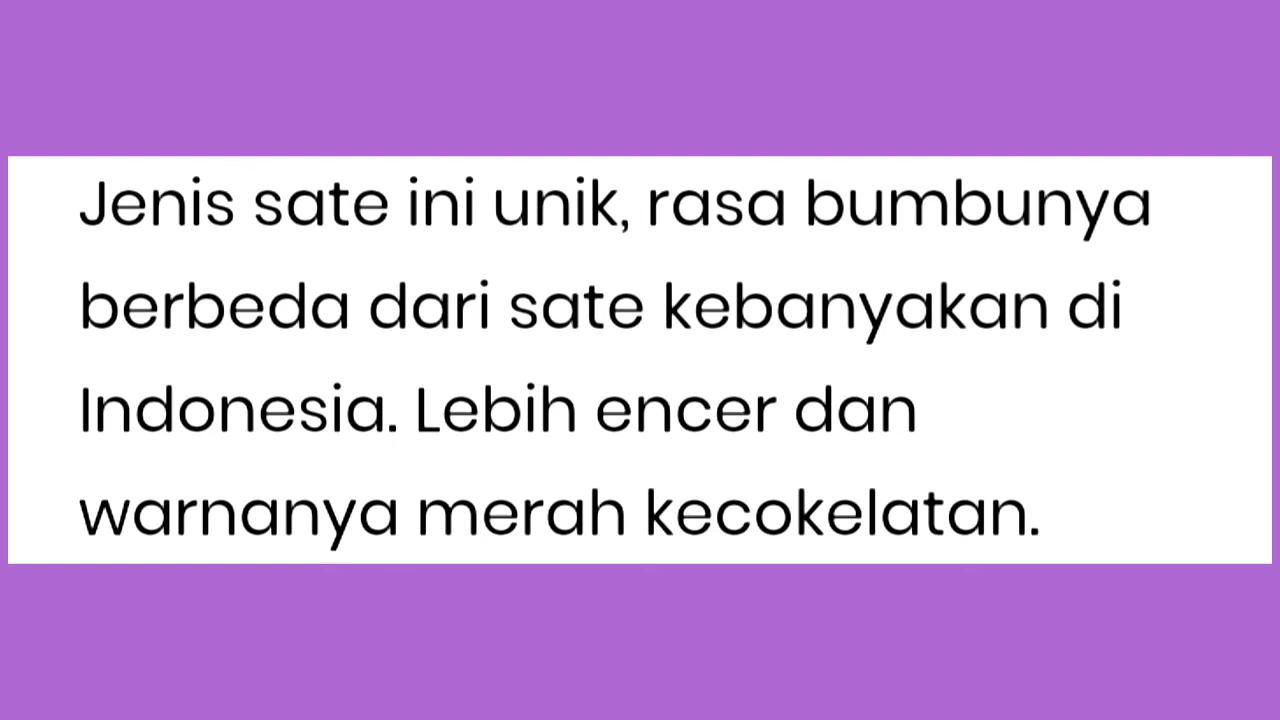 Jenis sate ini unik, rasa bumbunya
berbeda dari sate kebanyakan di
Indonesia. Lebih encer dan
warnanya merah kecokelatan.